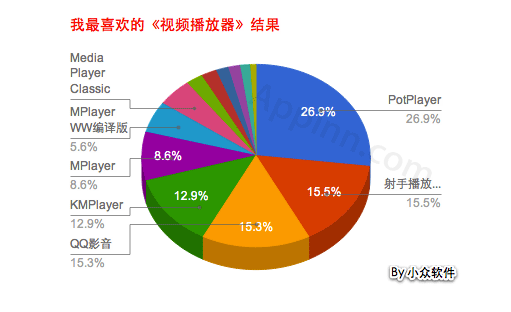 我最喜欢的《视频播放器》结果
Media
Player
Classic
MPlayer
WW编译版
5.6%
MPlayer
8.6%
KMPlayer
12.9%
QQ影音
15.3%
26.9%
15.5%
15.3%
12.9%
8.6%
PotPlayer
26.9%
射手播放...
15.5%
Appinn.com
By 小众软件